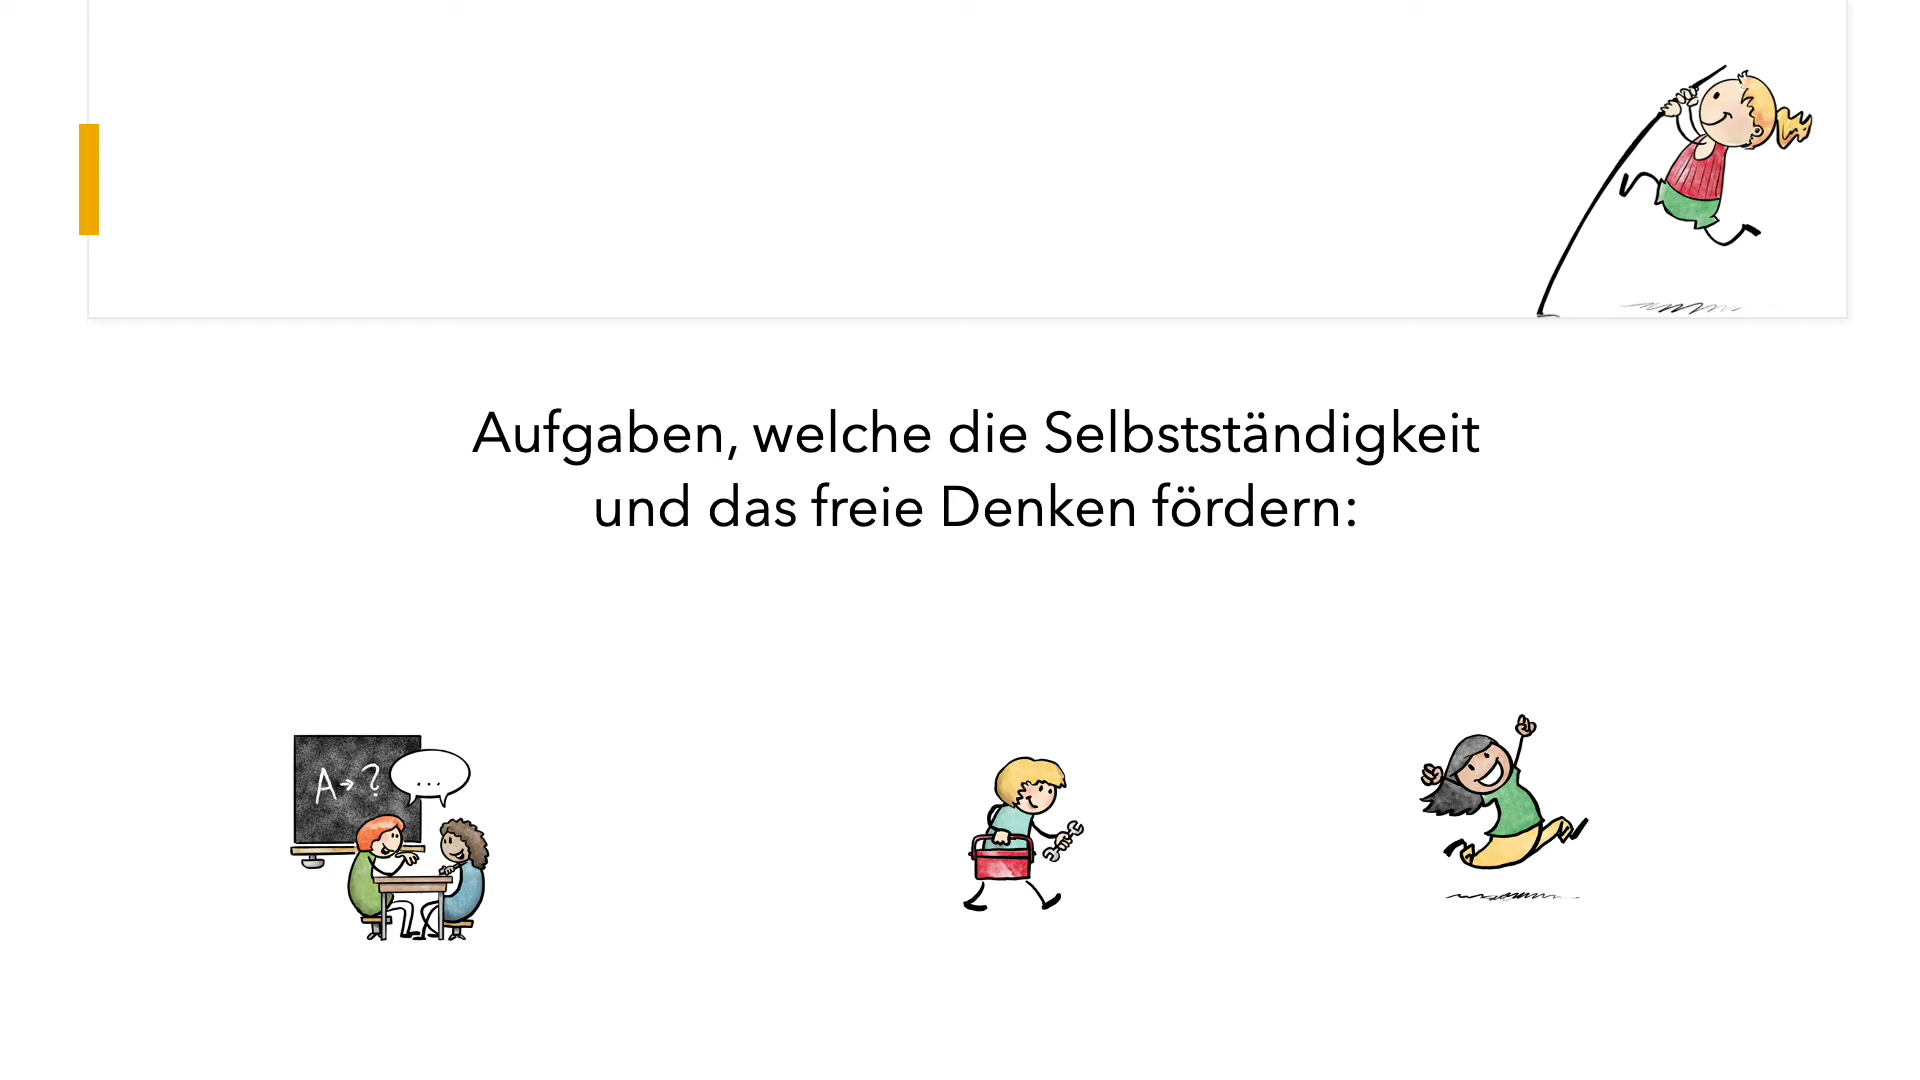 Aufgaben, welche die Selbstständigkeit
und das freie Denken fördern:
A→?
...